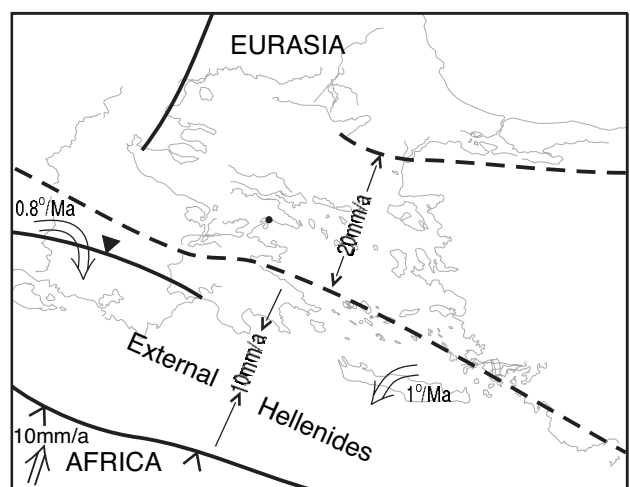 EURASIA
0.8°/Ma
20mm/a
External Hellenides
10mm/a
1°/Ma
10mm/a
AFRICA